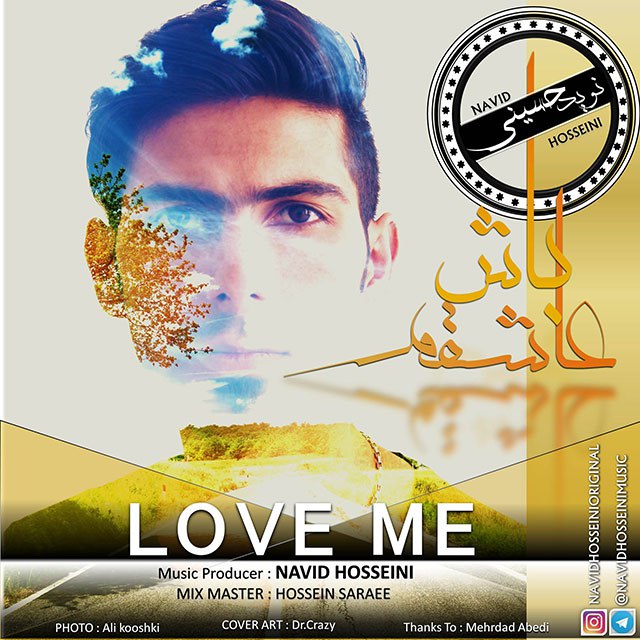 NAVID
نوید حسینی
HOSSEINI
عاشقم باش
LOVE ME
Music Producer : NAVID HOSSEINI
MIX MASTER : HOSSEIN SARAEE
PHOTO : Ali kooshki
COVER ART : Dr.Crazy
Thanks To : Mehrdad Abedi
NAVIDHOSSEINIORIGINAL
@NAVIDHOSSEINIMUSIC